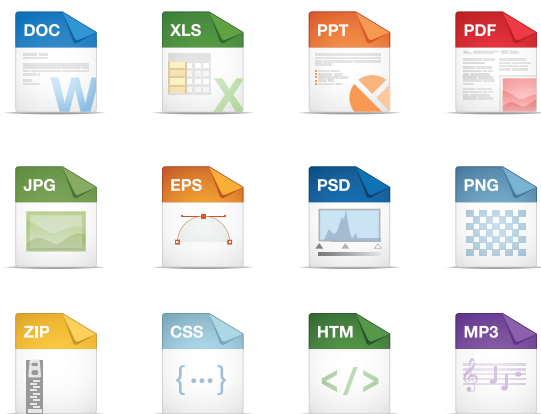 DOC
XLS
PPT
PDF
W
X
JPG
EPS
PSD
PNG
ZIP
CSS
HTM
MP3
{...}
</>